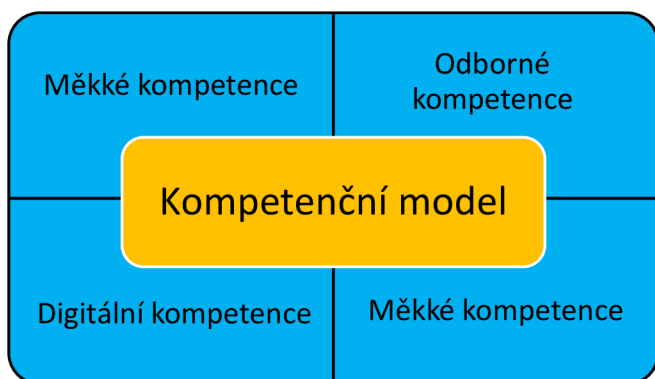 Měkké kompetence
Odborné
kompetence
Kompetenční model
Digitální kompetence
Měkké kompetence